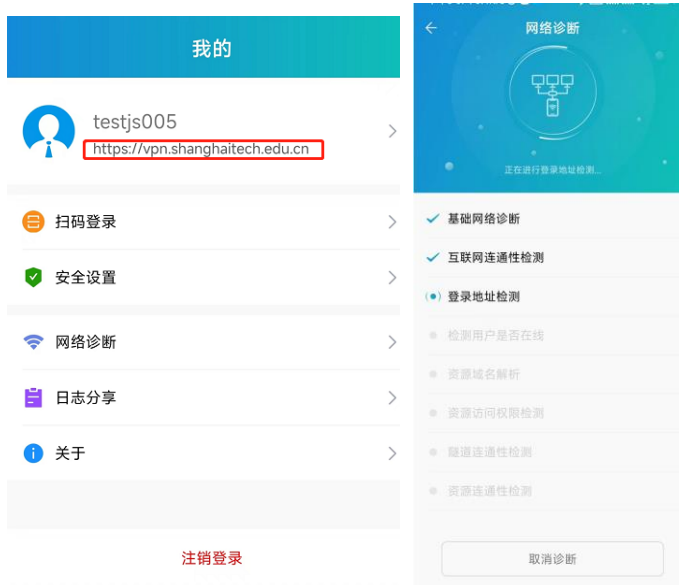 我的
testjs005
https://vpn.shanghaitech.edu.cn
扫码登录
安全设置
网络诊断
日志分享
关于
注销登录
网络诊断
正在进行登录地址检测...
基础网络诊断
互联网连通性检测
登录地址检测
检测用户是否在线
资源域名解析
资源访问权限检测
隧道连通性检测
资源连通性检测
取消诊断